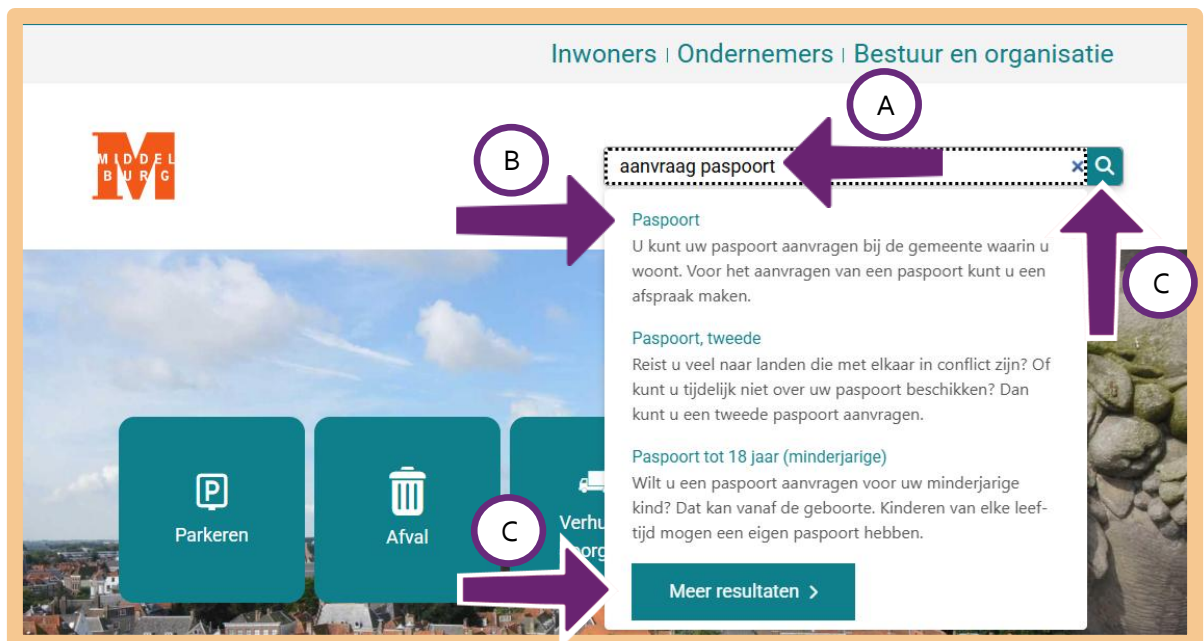 Inwoners | Ondernemers | Bestuur en organisatie
A
MIDDEL
BURG
B
aanvraag paspoort
Paspoort
U kunt uw paspoort aanvragen bij de gemeente waarin u
woont. Voor het aanvragen van een paspoort kunt u een
afspraak maken.
C
Paspoort, tweede
Reist u veel naar landen die met elkaar in conflict zijn? Of
kunt u tijdelijk niet over uw paspoort beschikken? Dan
kunt u een tweede paspoort aanvragen.
Paspoort tot 18 jaar (minderjarige)
Wilt u een paspoort aanvragen voor uw minderjarige
kind? Dat kan vanaf de geboorte. Kinderen van elke leef-
tijd mogen een eigen paspoort hebben.
P
Parkeren
Afval
C
Meer resultaten >